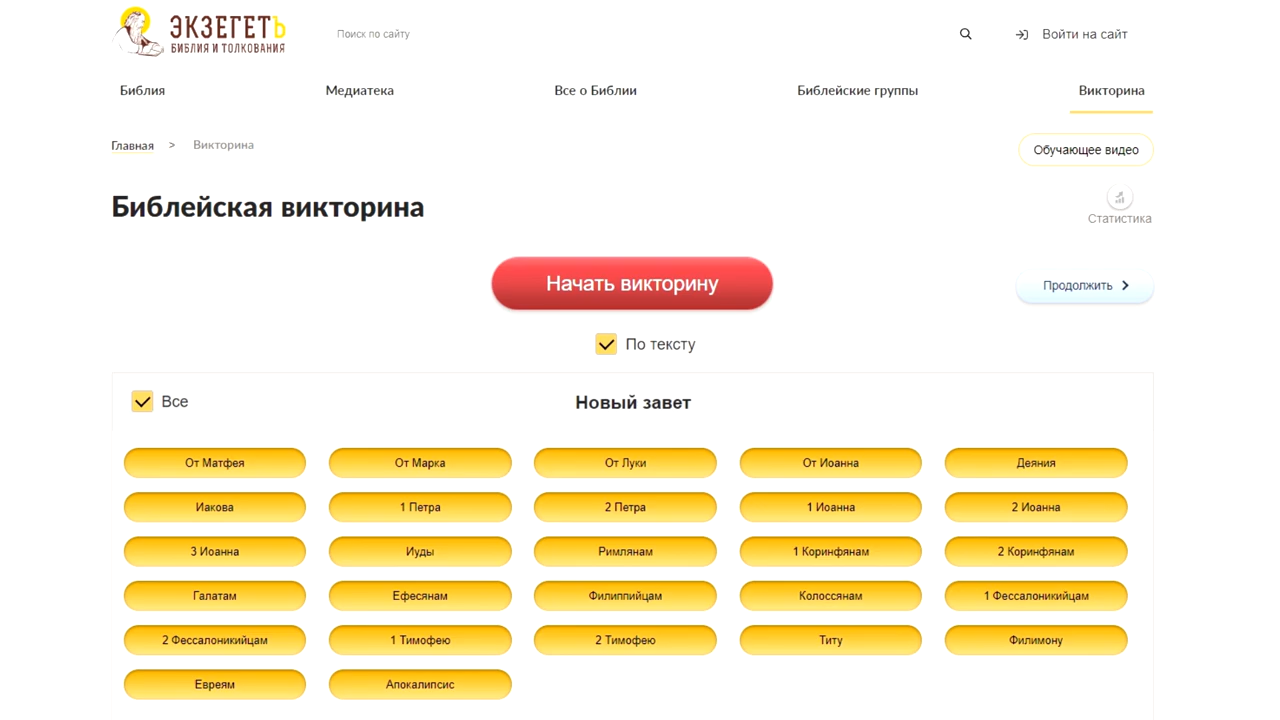 ЭКЗЕГЕТЪ
БИБЛИЯ И ТОЛКОВАНИЯ
Поиск по сайту
Войти на сайт
Библия
Медиатека
Все о Библии
Библейские группы
Викторина
Главная > Викторина
Обучающее видео
Библейская викторина
Статистика
Начать викторину
Продолжить
По тексту
Все
Новый завет
От Матфея
От Марка
От Луки
От Иоанна
Деяния
Иакова
1 Петра
2 Петра
1 Иоанна
2 Иоанна
3 Иоанна
Иуды
Римлянам
1 Коринфянам
2 Коринфянам
Галатам
Ефесянам
Филиппийцам
Колоссянам
1 Фессалоникийцам
2 Фессалоникийцам
1 Тимофею
2 Тимофею
Титу
Филимону
Евреям
Апокалипсис